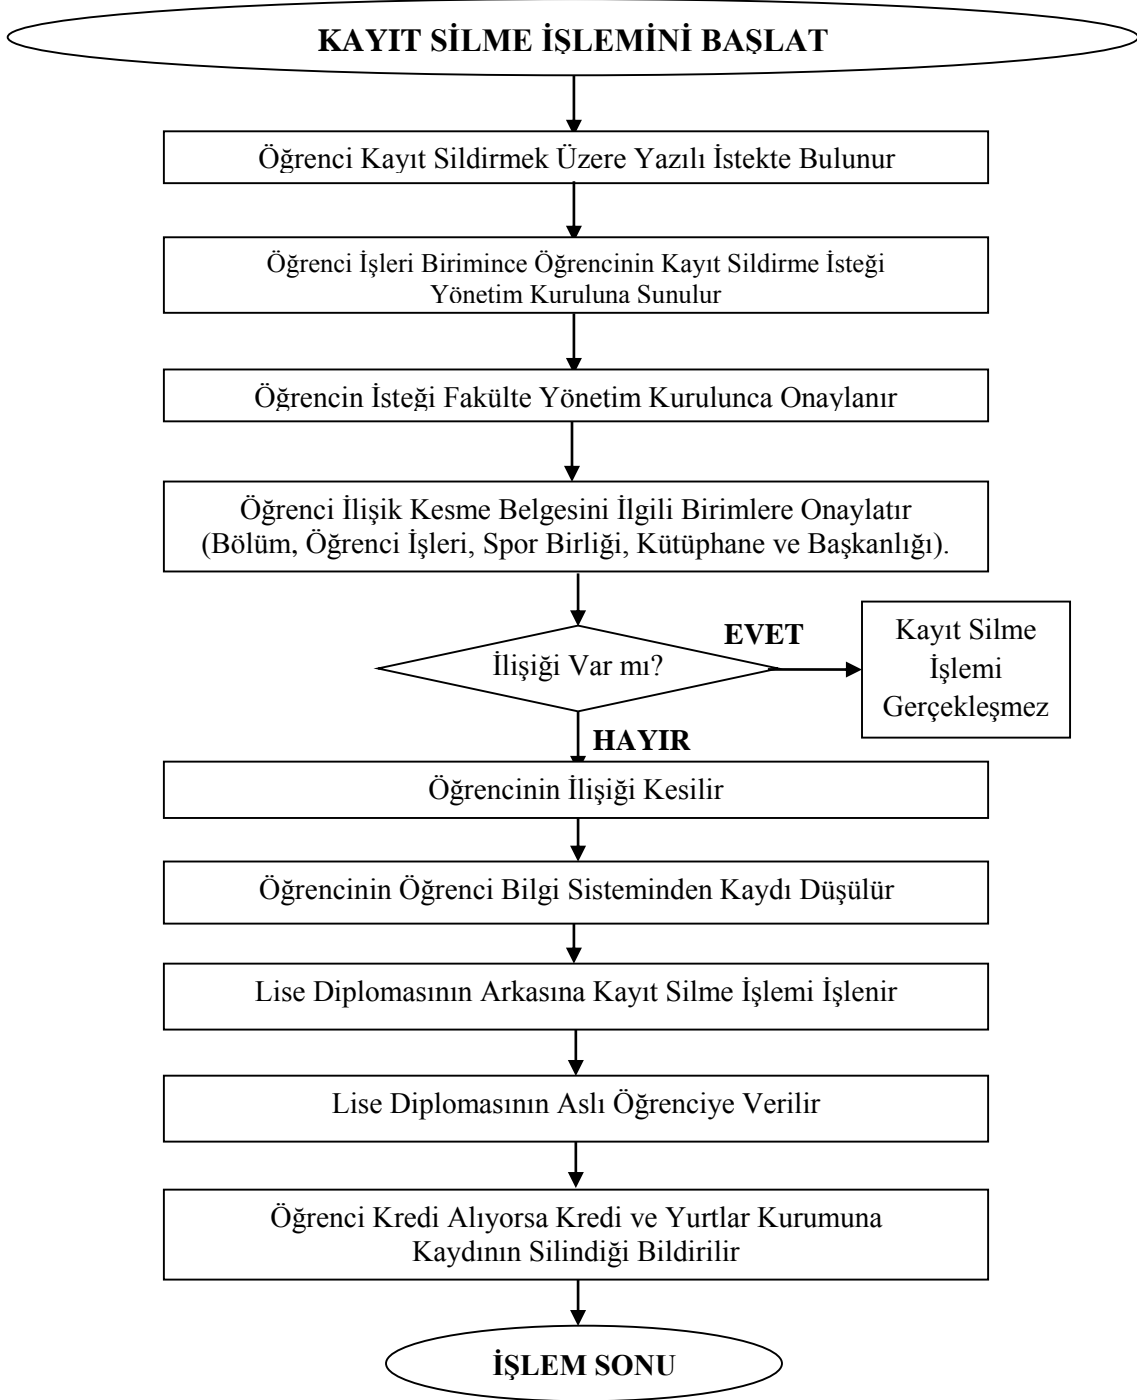 KAYIT SİLME İŞLEMİNİ BAŞLAT
Öğrenci Kayıt Sildirmek Üzere Yazılı İstekte Bulunur
Öğrenci İşleri Birimince Öğrencinin Kayıt Sildirme İsteği
Yönetim Kuruluna Sunulur
Öğrencin İsteği Fakülte Yönetim Kurulunca Onaylanır
Öğrenci İlişik Kesme Belgesini İlgili Birimlere Onaylatır
(Bölüm, Öğrenci İşleri, Spor Birliği, Kütüphane ve Başkanlığı).
İlişiği Var mı?
EVET
Kayıt Silme
İşlemi
Gerçekleşmez
HAYIR
Öğrencinin İlişiği Kesilir
Öğrencinin Öğrenci Bilgi Sisteminden Kaydı Düşülür
Lise Diplomasının Arkasına Kayıt Silme İşlemi İşlenir
Lise Diplomasının Aslı Öğrenciye Verilir
Öğrenci Kredi Alıyorsa Kredi ve Yurtlar Kurumuna
Kaydının Silindiği Bildirilir
İŞLEM SONU